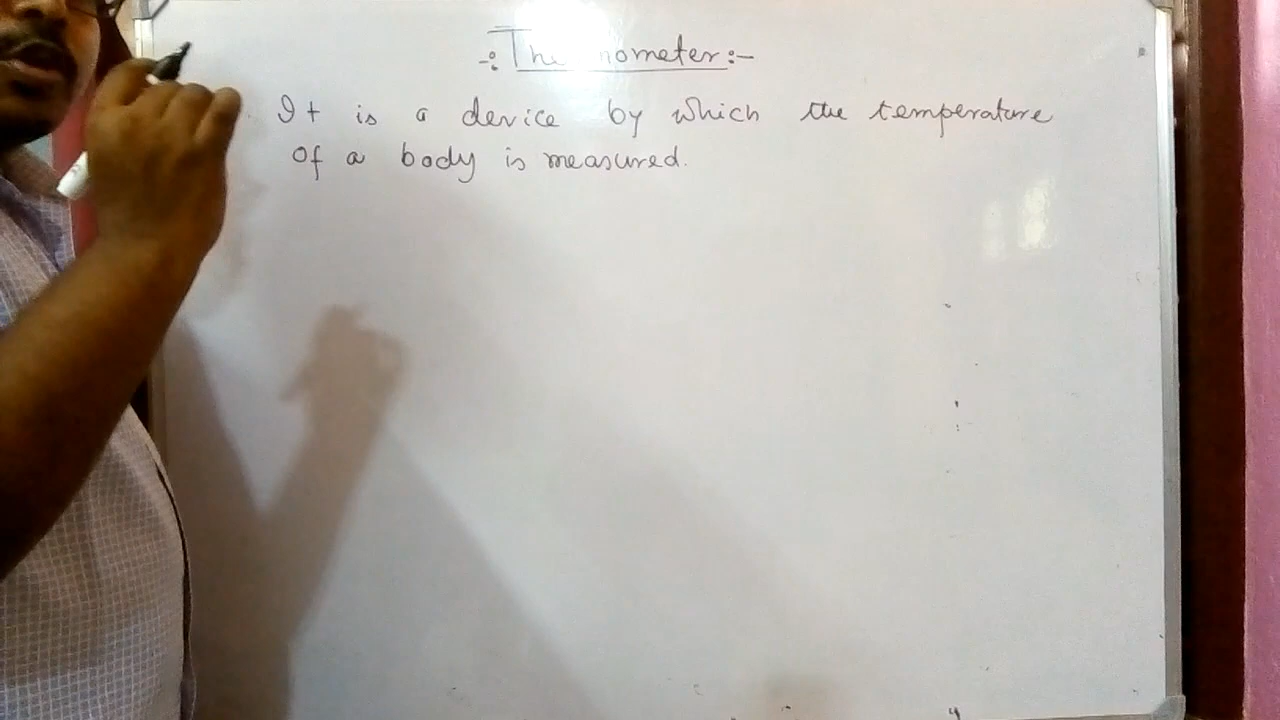 -: Thermometer :-
It is a device by which the temperature
of a body is measured.